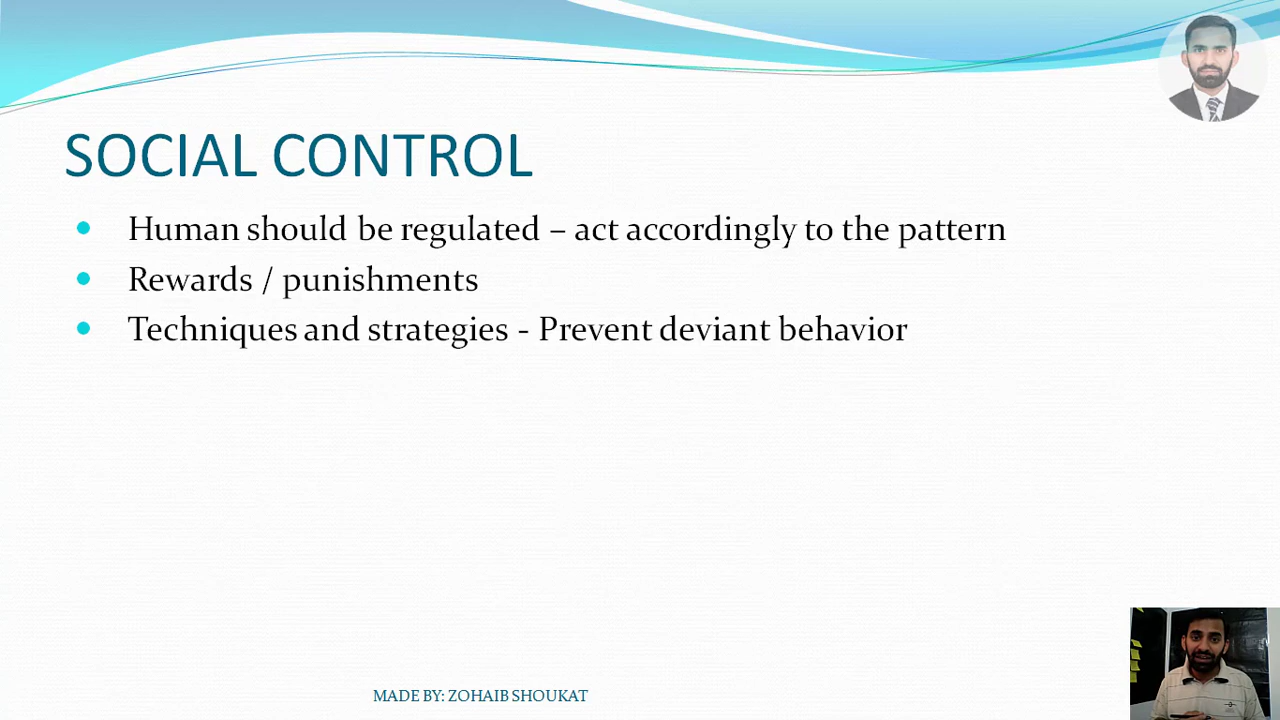 SOCIAL CONTROL
Human should be regulated – act accordingly to the pattern
Rewards / punishments
Techniques and strategies - Prevent deviant behavior
MADE BY: ZOHAIB SHOUKAT